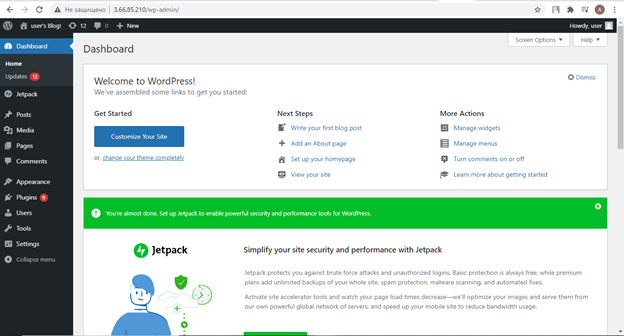 Не защищено 3.66.85.210/wp-admin/
A
user's Blog! 12 0 New Howdy, user
Dashboard
Home
Updates 12
Jetpack
Posts
Media
Pages
Comments
Appearance
Plugins 9
Users
Tools
Settings
Collapse menu
Screen Options Help
Dashboard
Welcome to WordPress! Dismiss
We've assembled some links to get you started:
Get Started
Customize Your Site
or, change your theme completely
Next Steps
Write your first blog post
Add an About page
Set up your homepage
View your site
More Actions
Manage widgets
Manage menus
Turn comments on or off
Learn more about getting started
You're almost done. Set up Jetpack to enable powerful security and performance tools for WordPress.
Jetpack
Simplify your site security and performance with Jetpack
Jetpack protects you against brute force attacks and unauthorized logins. Basic protection is always free, while premium
plans add unlimited backups of your whole site, spam protection, malware scanning, and automated fixes.
Activate site accelerator tools and watch your page load times decrease—we'll optimize your images and serve them from
our own powerful global network of servers, and speed up your mobile site to reduce bandwidth usage.